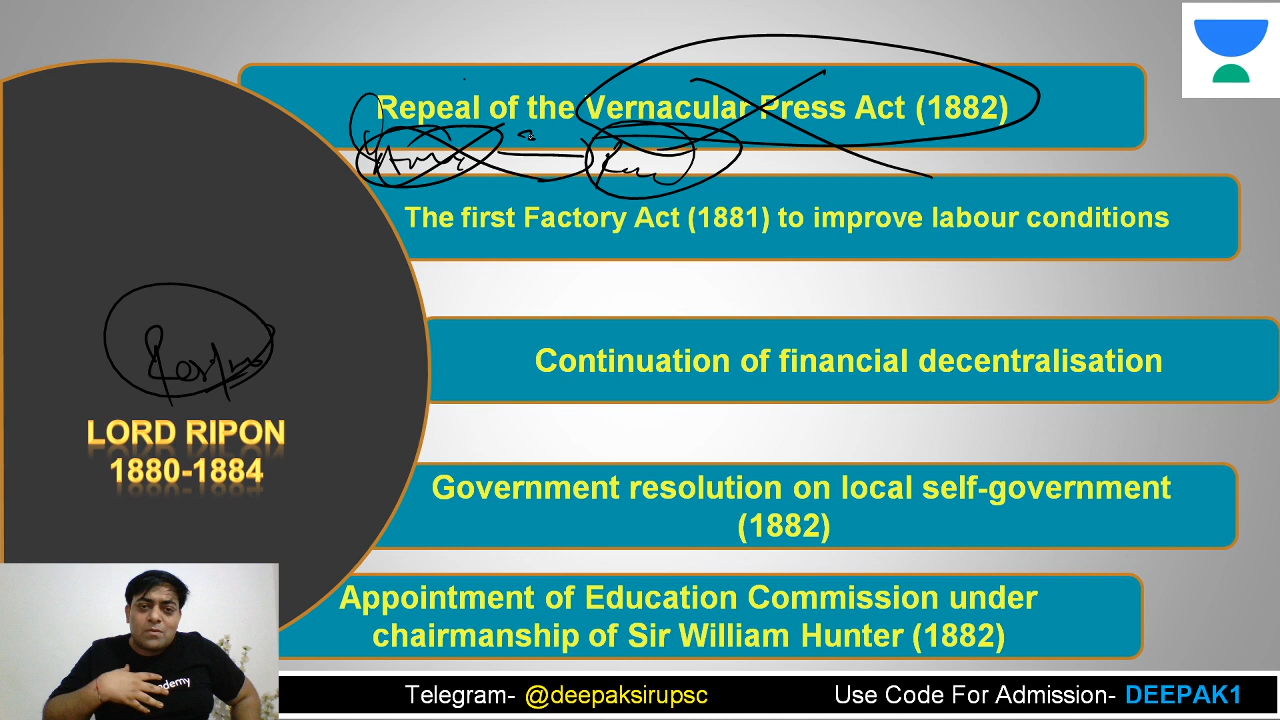 Repeal of the Vernacular Press Act (1882)
The first Factory Act (1881) to improve labour conditions
Continuation of financial decentralisation
LORD RIPON
1880-1884
Government resolution on local self-government
(1882)
Appointment of Education Commission under
chairmanship of Sir William Hunter (1882)
Telegram- @deepaksirupsc
Use Code For Admission- DEEPAK1